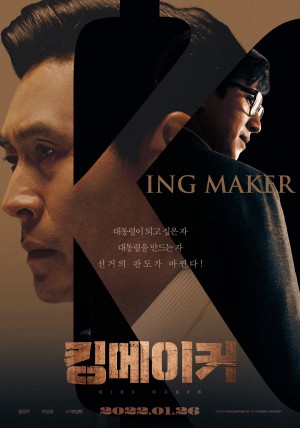 KING MAKER
대통령이 되고 싶은 자
대통령을 만드는 자
선거의 판도가 바뀐다!
킹메이커
KING MAKER
2022.01.26